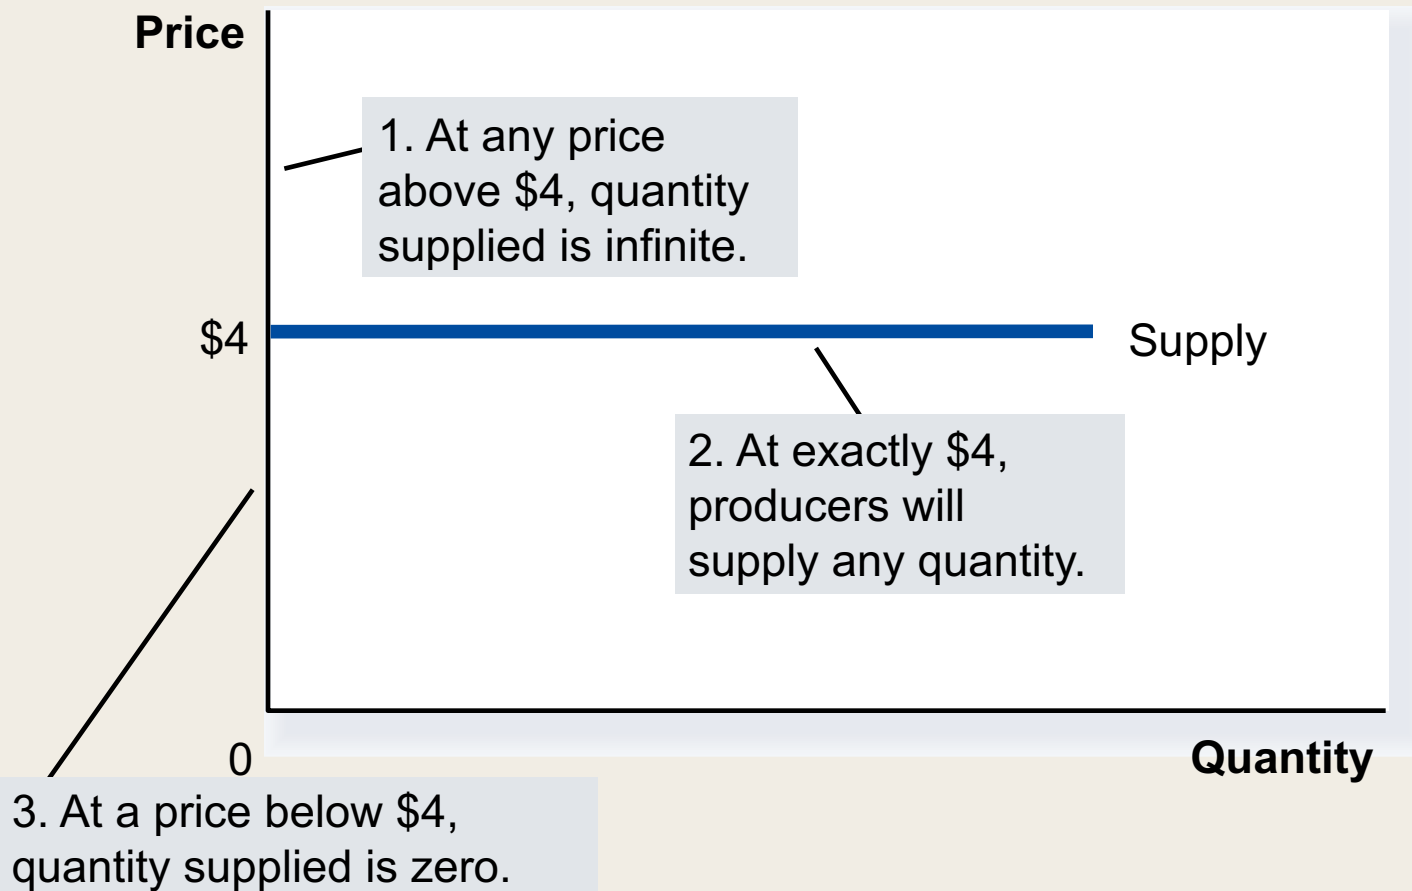 Price
1. At any price
above $4, quantity
supplied is infinite.
$4
Supply
2. At exactly $4,
producers will
supply any quantity.
0
Quantity
3. At a price below $4,
quantity supplied is zero.